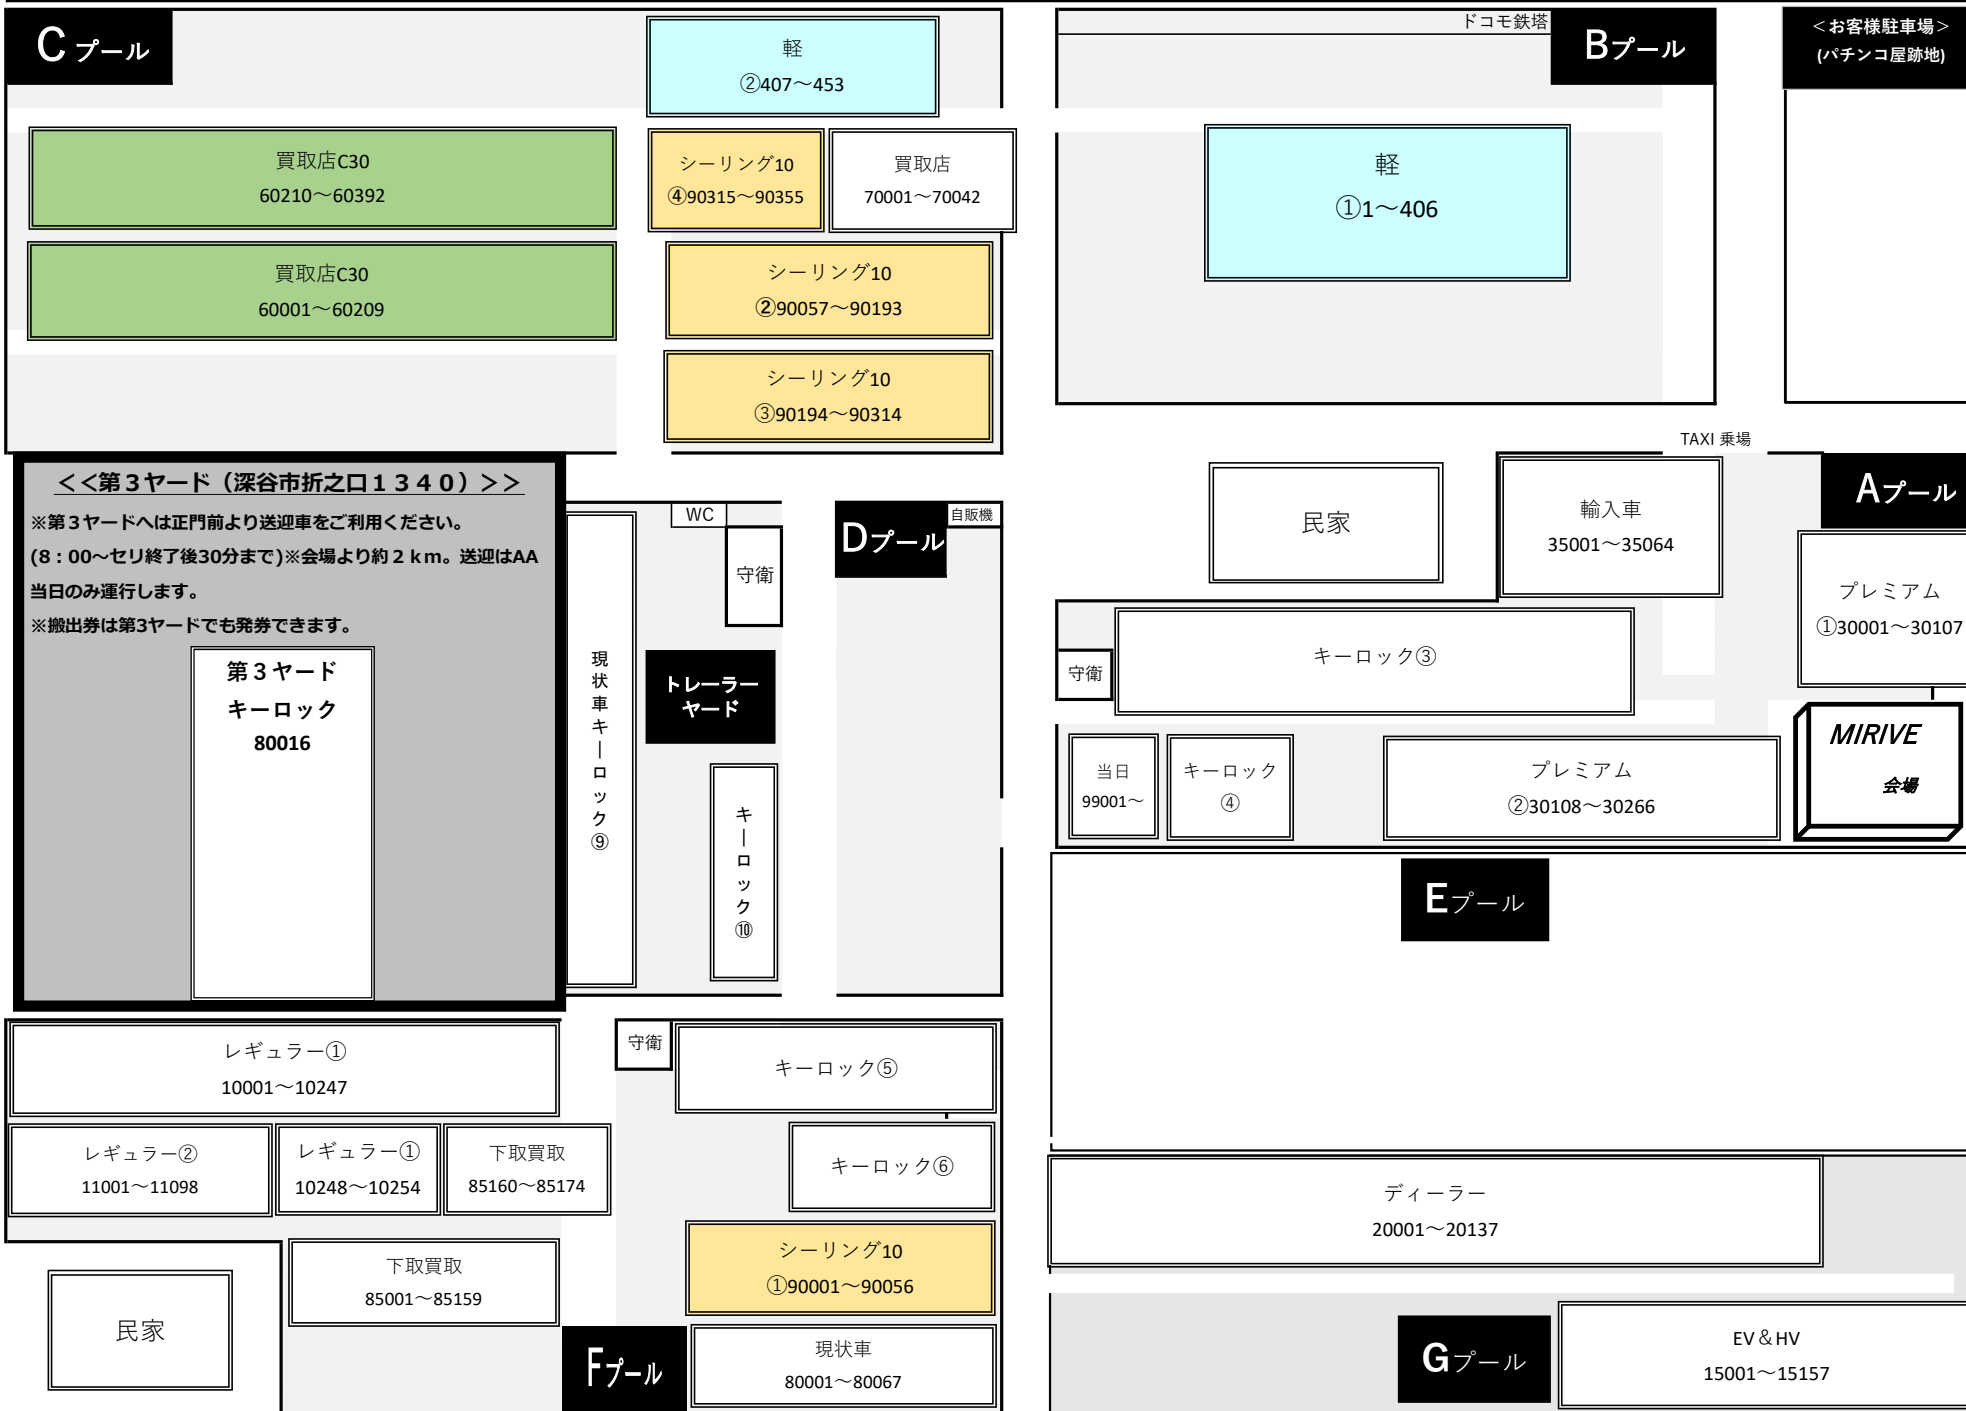 Cプール
軽
②407～453
ドコモ鉄塔
Bプール
＜お客様駐車場＞
(パチンコ屋跡地)
買取店C30
60210～60392
シーリング10
④90315～90355
買取店
70001～70042
軽
①1～406
買取店C30
60001～60209
シーリング10
②90057～90193
シーリング10
③90194～90314
TAXI 乗場
＜＜第３ヤード（深谷市折之口１３４０）＞＞
※第３ヤードへは正門前より送迎車をご利用ください。
(8：00～セリ終了後30分まで)※会場より約２ｋｍ。送迎はAA
当日のみ運行します。
※搬出券は第3ヤードでも発券できます。
第３ヤード
キーロック
80016
現状車キーロック⑨
WC
守衛
トレーラー
ヤード
キーロック⑩
Dプール
自販機
民家
輸入車
35001～35064
Aプール
プレミアム
①30001～30107
キーロック③
守衛
当日
99001～
キーロック
④
プレミアム
②30108～30266
MIRIVE
会場
Eプール
レギュラー①
10001～10247
守衛
キーロック⑤
レギュラー②
11001～11098
レギュラー①
10248～10254
下取買取
85160～85174
キーロック⑥
ディーラー
20001～20137
下取買取
85001～85159
シーリング10
①90001～90056
民家
Fプール
現状車
80001～80067
Gプール
EV＆HV
15001～15157